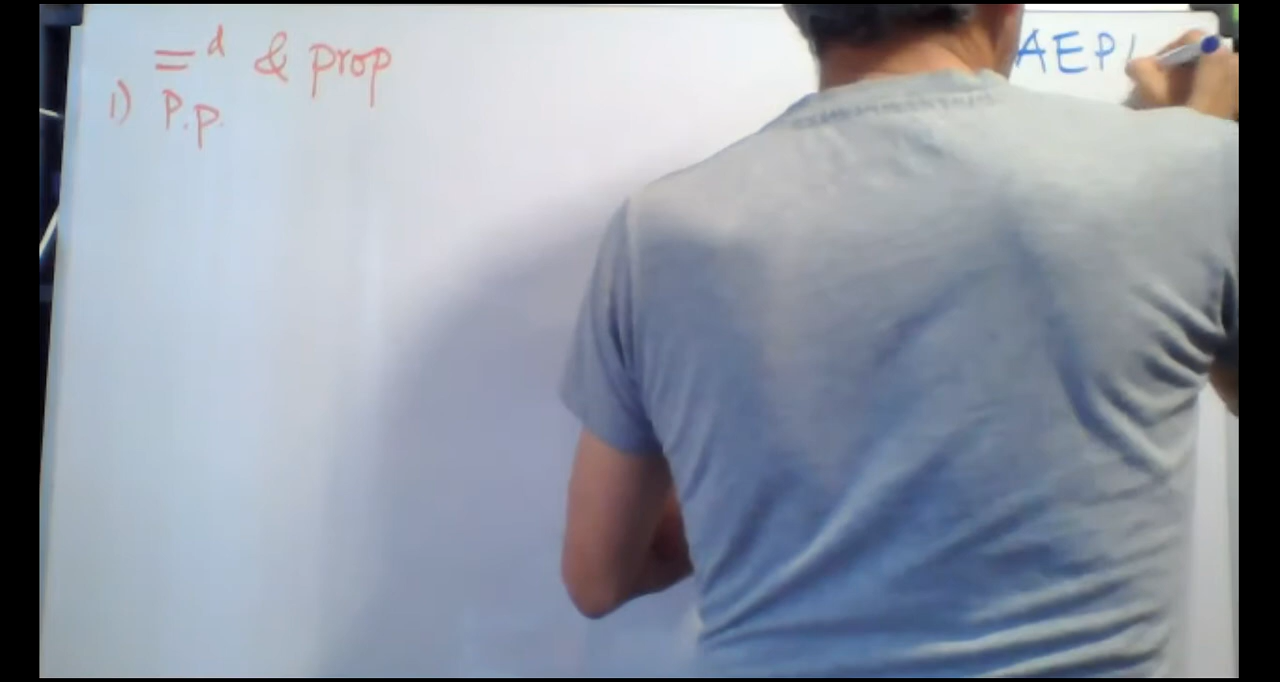 =ᵈ & prop
1) P.P.
AEP